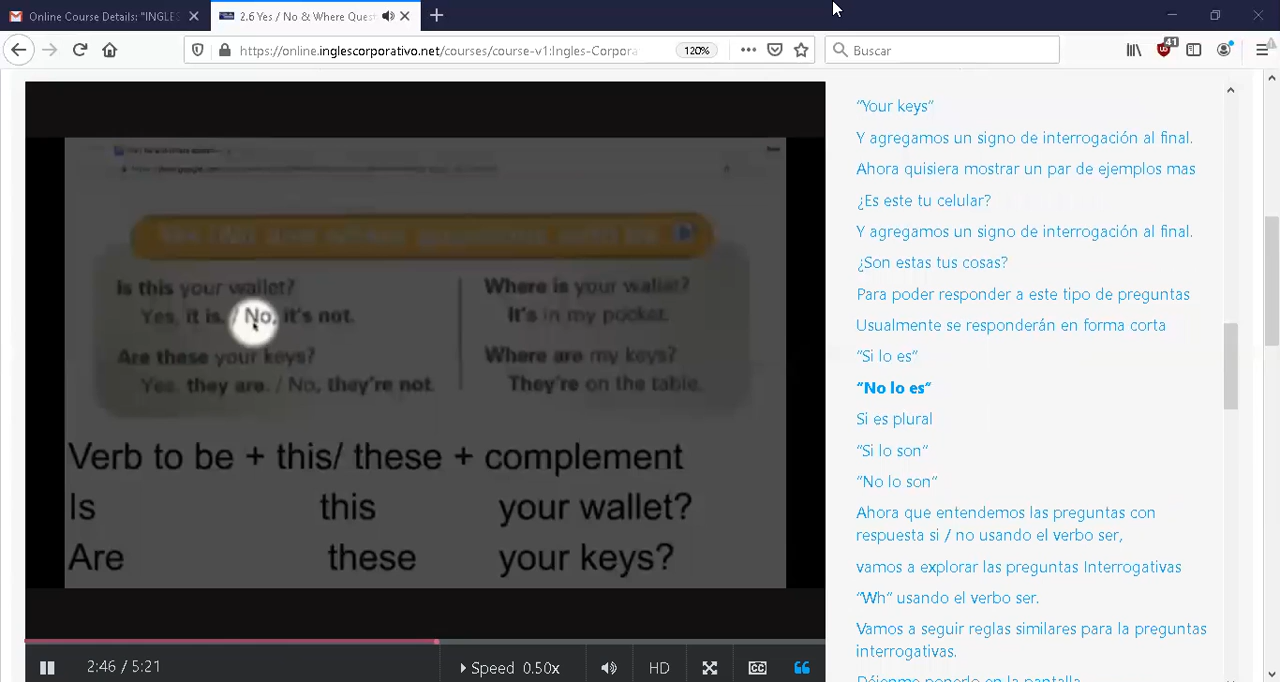 Online Course Details: "INGLES
2.6 Yes / No & Where Quest
https://online.inglescorporativo.net/courses/course-v1:Ingles-Corpora
120%
Buscar
41
Is this your wallet?
Yes, it is. / No, it's not.
Are these your keys?
Yes, they are. / No, they're not.
Where is your wallet?
It's in my pocket.
Where are my keys?
They're on the table.
Verb to be + this/ these + complement
Is this your wallet?
Are these your keys?
2:46 / 5:21
Speed 0.50x
HD
CC
"Your keys"
Y agregamos un signo de interrogación al final.
Ahora quisiera mostrar un par de ejemplos mas
¿Es este tu celular?
Y agregamos un signo de interrogación al final.
¿Son estas tus cosas?
Para poder responder a este tipo de preguntas
Usualmente se responderán en forma corta
"Si lo es"
"No lo es"
Si es plural
"Si lo son"
"No lo son"
Ahora que entendemos las preguntas con
respuesta si / no usando el verbo ser,
vamos a explorar las preguntas Interrogativas
"Wh" usando el verbo ser.
Vamos a seguir reglas similares para la preguntas
interrogativas.
Déjenme ponerlo en la pantalla